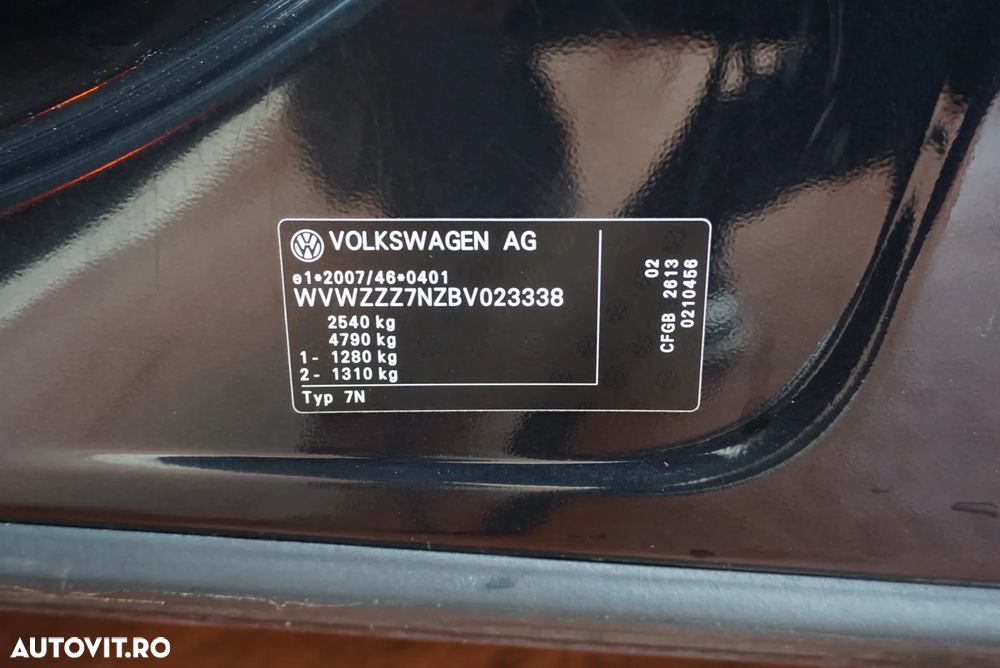 VOLKSWAGEN AG
e1*2007/46*0401
WVWZZZ7NZBV023338
2540 kg
4790 kg
1- 1280 kg
2- 1310 kg
Typ 7N
02
CFGB 2613
0210456
AUTOVIT.RO